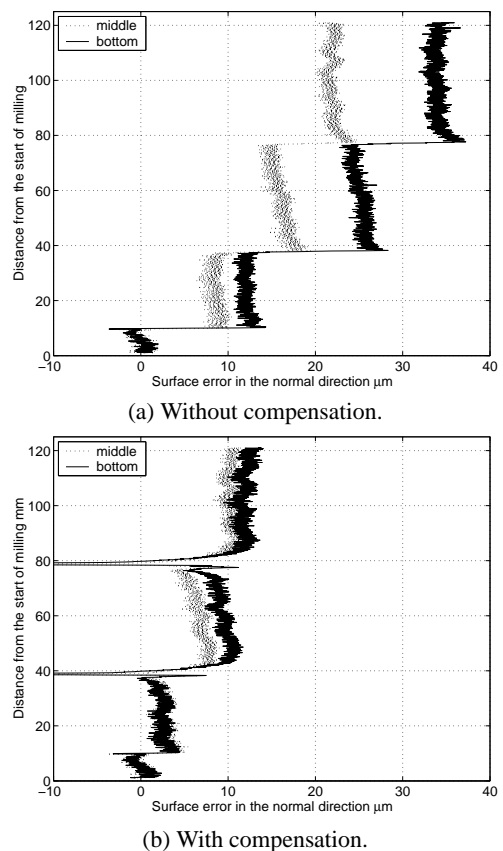 120
100
80
60
40
20
0
Distance from the start of milling
middle
bottom
−10 0 10 20 30 40
Surface error in the normal direction µm
(a) Without compensation.
120
100
80
60
40
20
0
Distance from the start of milling mm
middle
bottom
−10 0 10 20 30 40
Surface error in the normal direction µm
(b) With compensation.